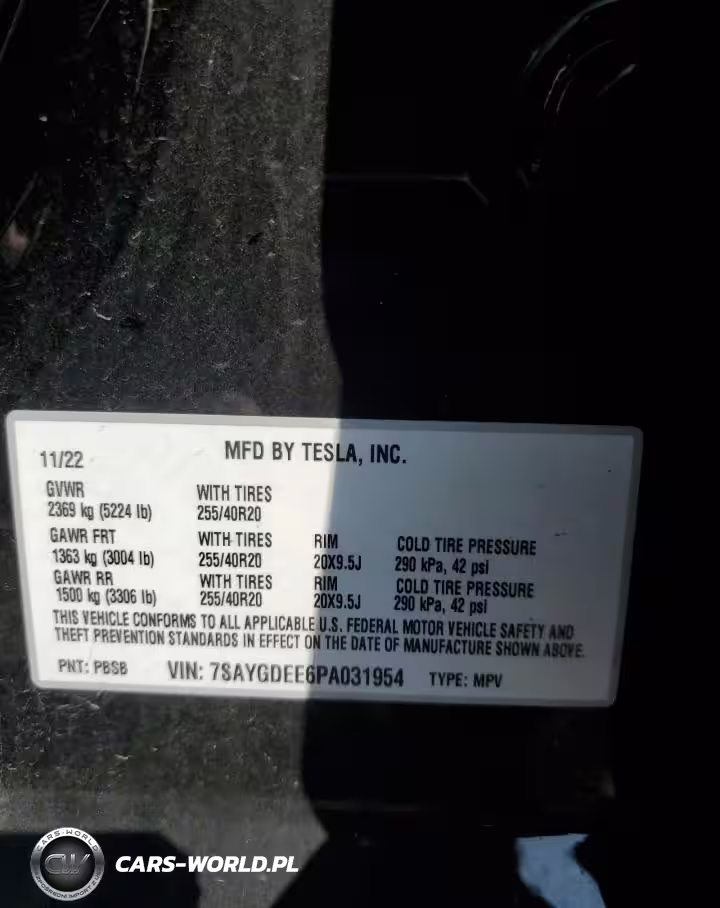 11/22 MFD BY TESLA, INC.
GVWR WITH TIRES
2369 kg (5224 lb) 255/40R20
GAWR FRT WITH TIRES RIM COLD TIRE PRESSURE
1363 kg (3004 lb) 255/40R20 20X9.5J 290 kPa, 42 psi
GAWR RR WITH TIRES RIM COLD TIRE PRESSURE
1500 kg (3306 lb) 255/40R20 20X9.5J 290 kPa, 42 psi
THIS VEHICLE CONFORMS TO ALL APPLICABLE U.S. FEDERAL MOTOR VEHICLE SAFETY AND
THEFT PREVENTION STANDARDS IN EFFECT ON THE DATE OF MANUFACTURE SHOWN ABOVE.
PNT: PBSB VIN: 7SAYGDEE6PA031954 TYPE: MPV
CARS-WORLD
CW
CARS-WORLD.PL